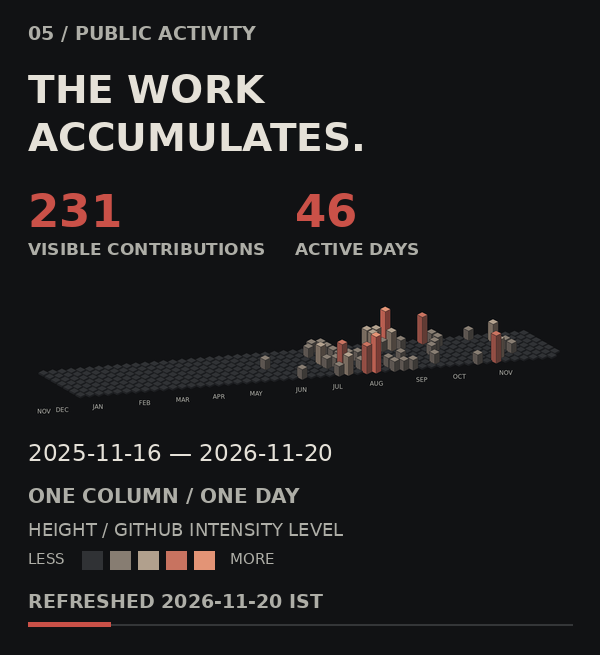 05 / PUBLIC ACTIVITY
THE WORK
ACCUMULATES.
231 46
VISIBLE CONTRIBUTIONS ACTIVE DAYS
NOV DEC JAN FEB MAR APR MAY JUN JUL AUG SEP OCT NOV
2025-11-16 — 2026-11-20
ONE COLUMN / ONE DAY
HEIGHT / GITHUB INTENSITY LEVEL
LESS MORE
REFRESHED 2026-11-20 IST